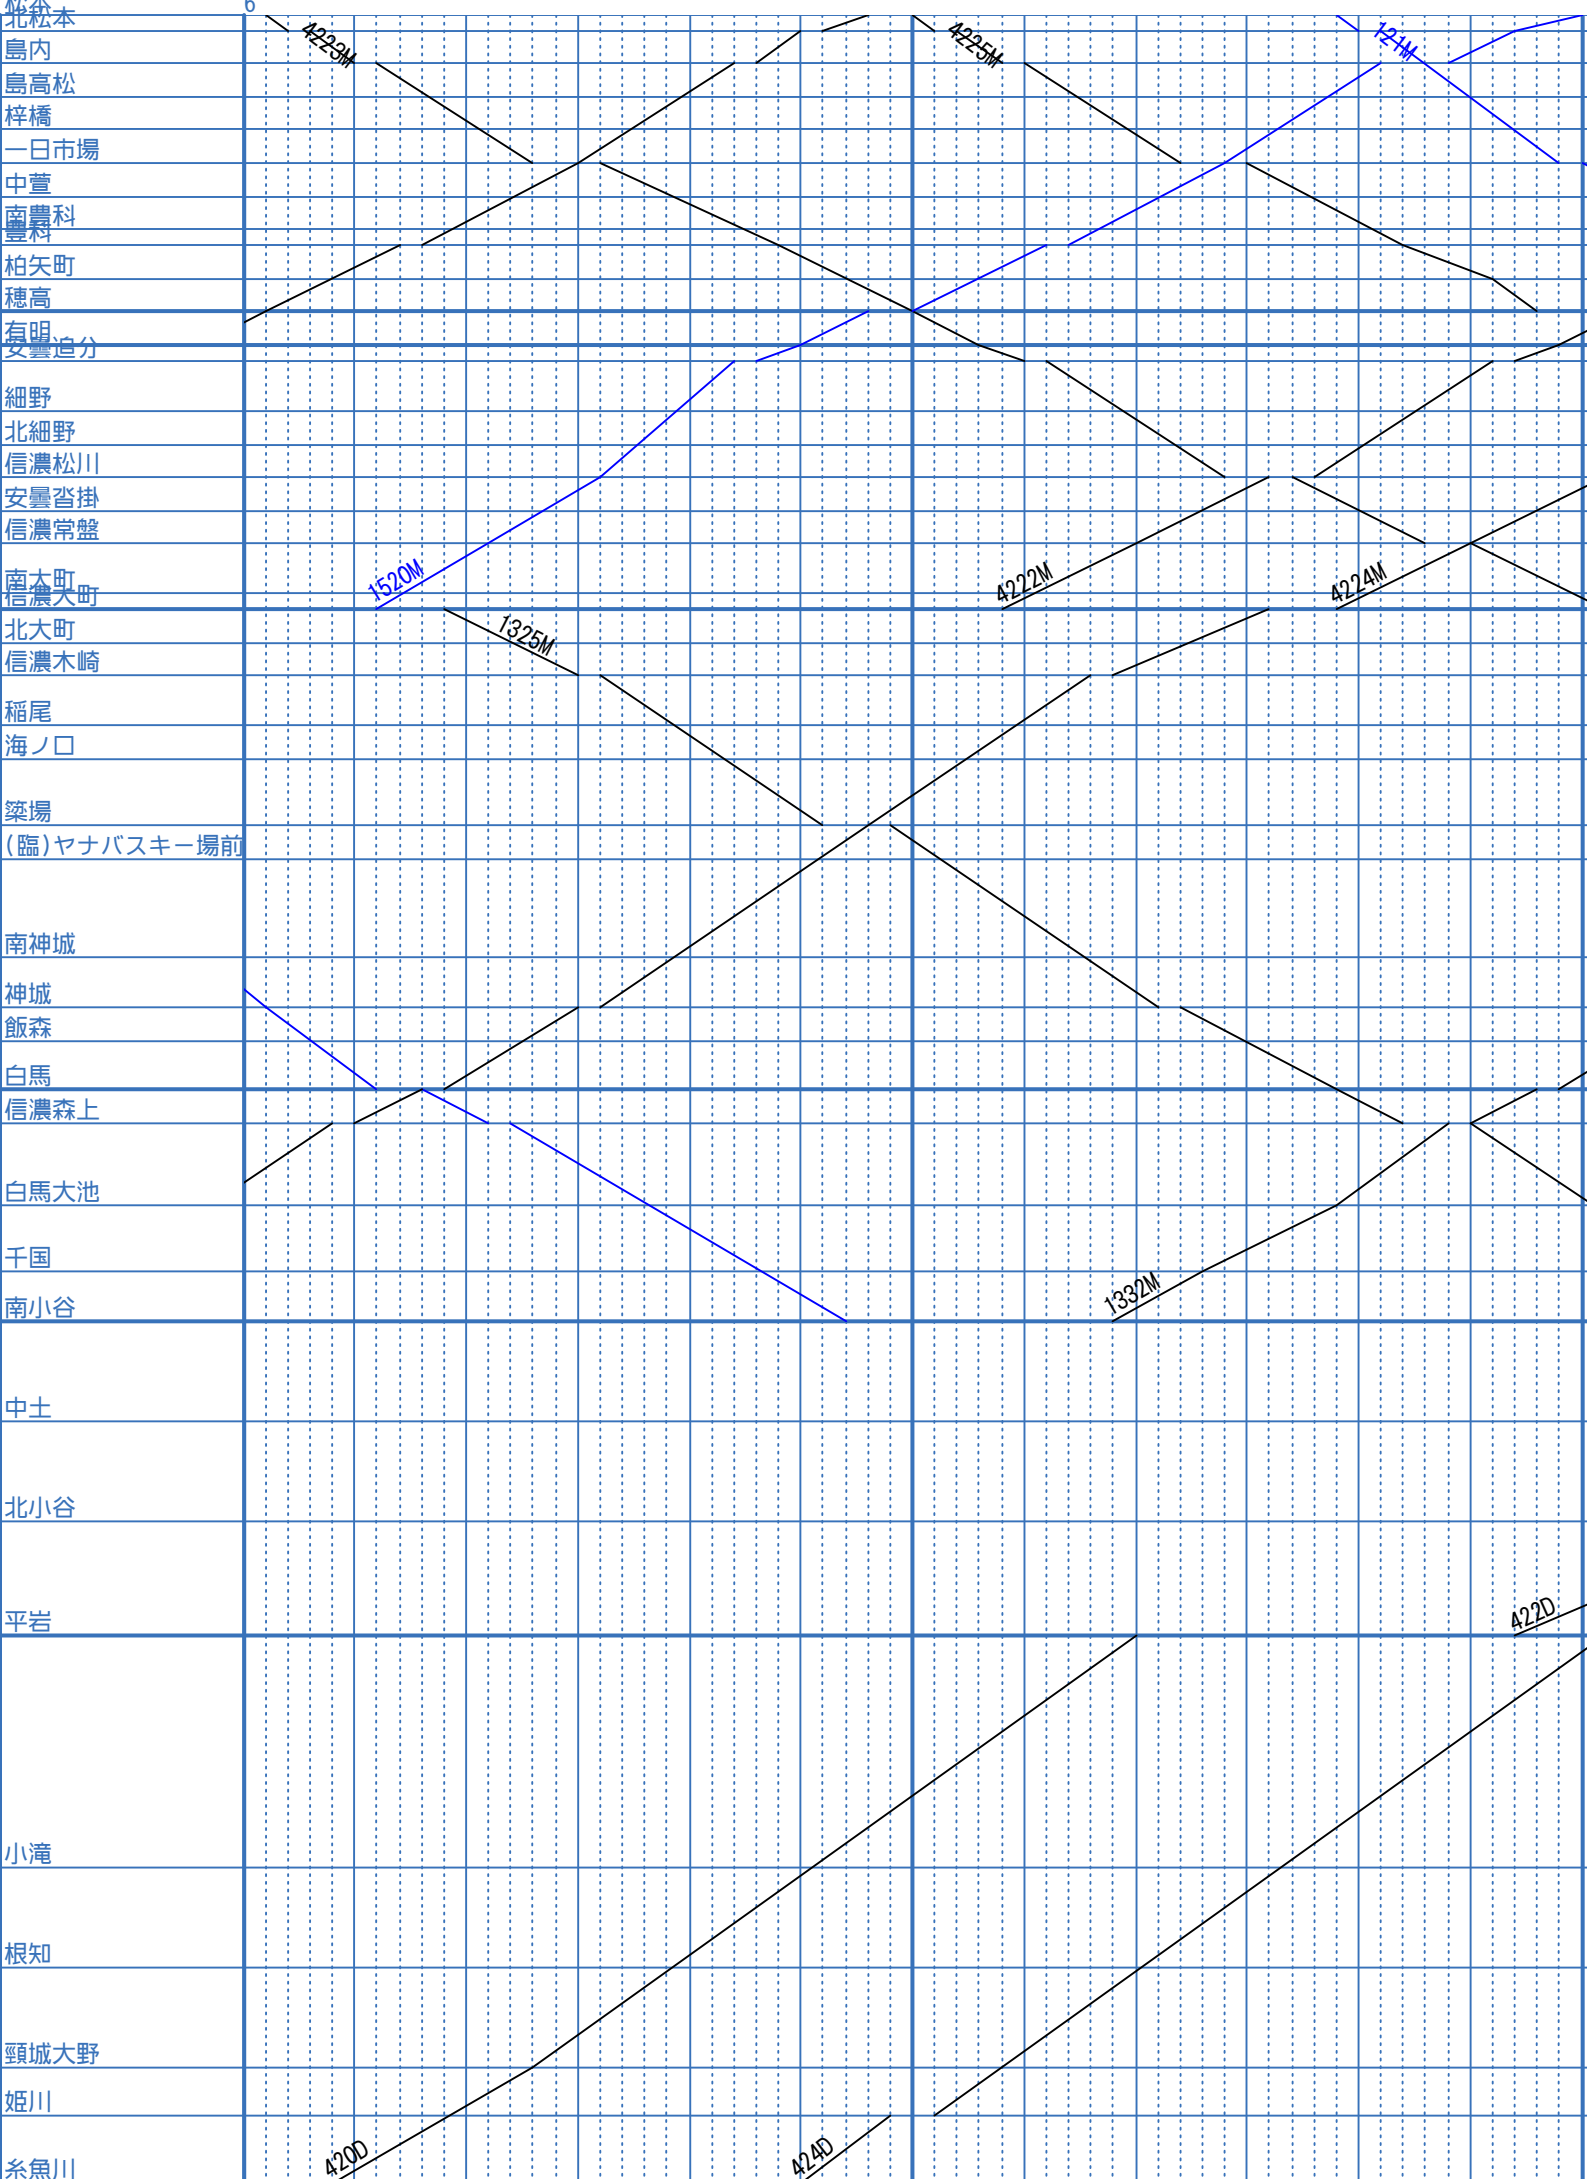 6
松本
北松本
島内
島高松
梓橋
一日市場
中萱
南豊科
豊科
柏矢町
穂高
有明
安曇追分
細野
北細野
信濃松川
安曇沓掛
信濃常盤
南大町
信濃大町
北大町
信濃木崎
稲尾
海ノ口
簗場
(臨)ヤナバスキー場前
南神城
神城
飯森
白馬
信濃森上
白馬大池
千国
南小谷
中土
北小谷
平岩
小滝
根知
頸城大野
姫川
糸魚川
4223M
4225M
121M
1520M
4222M
4224M
1325M
1332M
422D
420D
424D